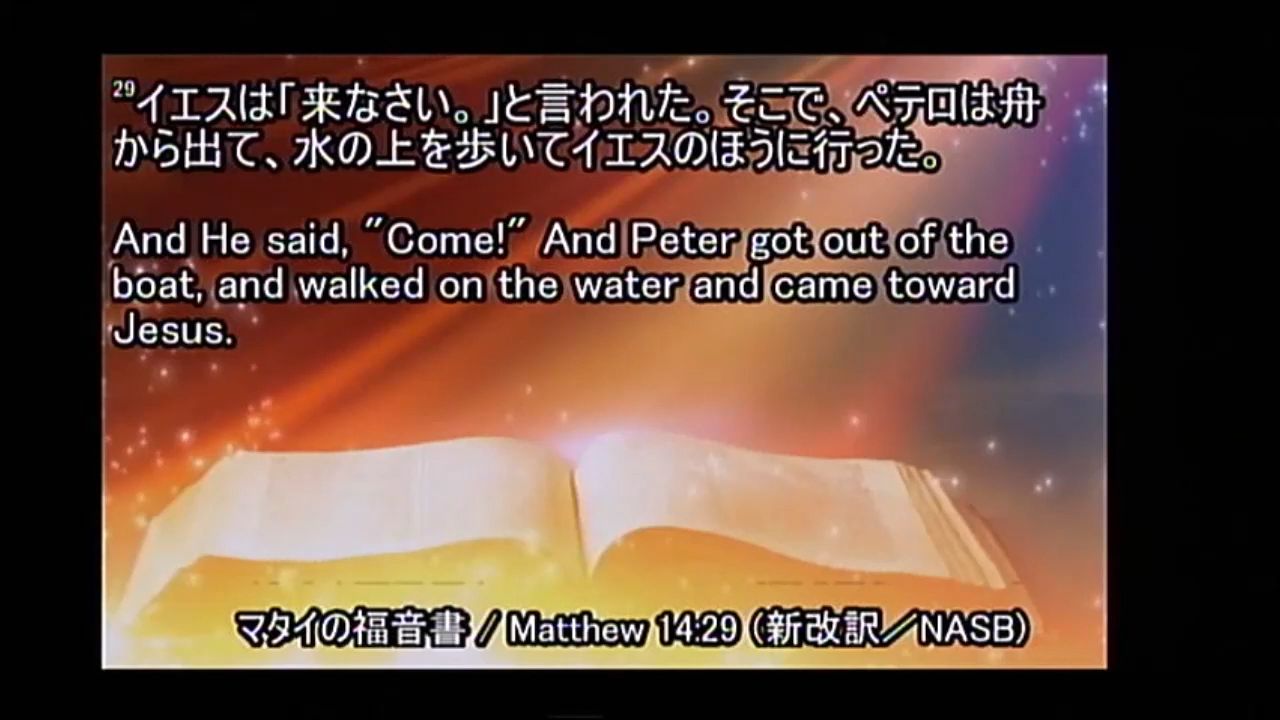 29 イエスは「来なさい。」と言われた。そこで、ペテロは舟
から出て、水の上を歩いてイエスのほうに行った。
And He said, "Come!" And Peter got out of the
boat, and walked on the water and came toward
Jesus.
マタイの福音書 / Matthew 14:29 (新改訳／NASB)